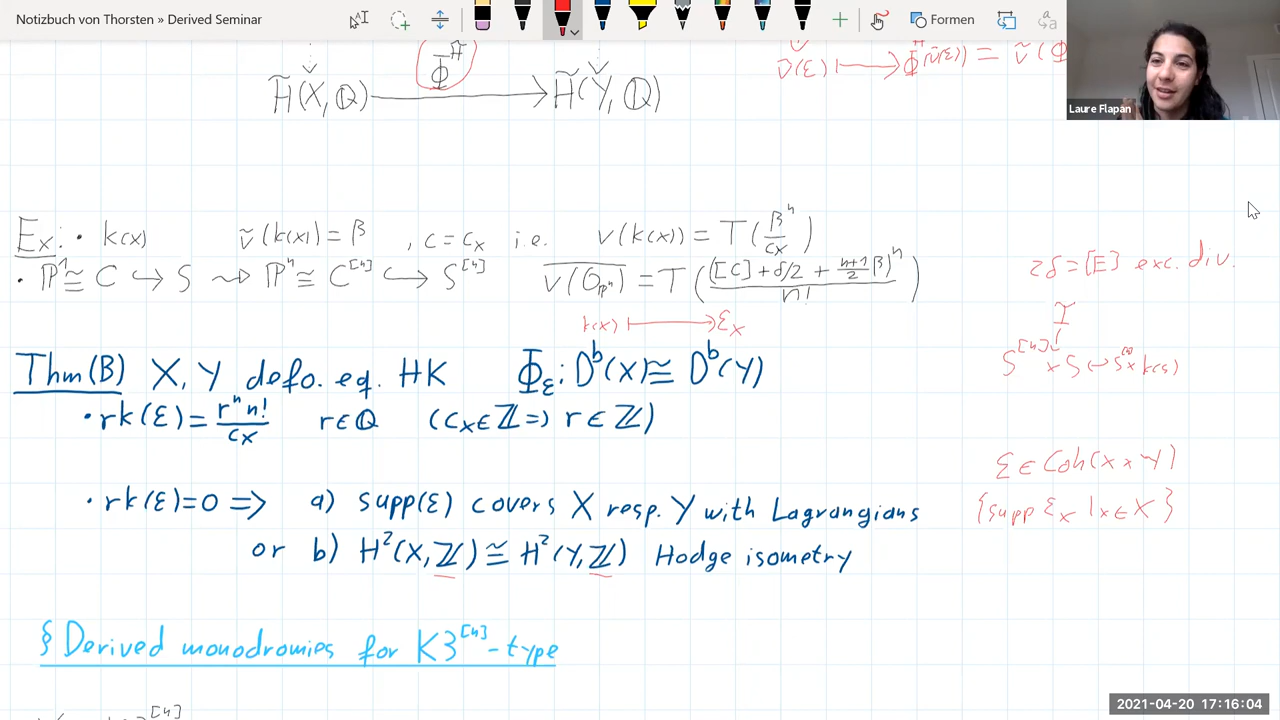 Notizbuch von Thorsten » Derived Seminar
Formen
Φ^H̃
H̃(X,ℚ) ⟶ H̃(Y,ℚ)
ṽ(ℰ) ⟼ Φ^H̃(ṽ(ℰ)) = ṽ(Φ
Laure Flapan
Ex: • k(x) ṽ(k(x)) = β , c = c_X i.e. v(k(x)) = T(β^n/c_X)
• ℙ^1 ≅ C ↪ S ⇝ ℙ^n ≅ C^[n] ↪ S^[n] v(O_ℙ^n) = T(([C] + δ/2 + (n+1)/2 β)^n / n!)
2δ = [E] exc. div.
k(x) ⟼ ℰ_x
I
S^[n] × S ↩ S^[n] × k(s)
Thm(B) X, Y defo. eq. HK Φ_ℰ : D^b(X) ≅ D^b(Y)
• rk(ℰ) = r^n n!/c_X r ∈ ℚ (c_X ∈ ℤ ⇒ r ∈ ℤ)
ℰ ∈ Coh(X × Y)
• rk(ℰ) = 0 ⇒ a) supp(ℰ) covers X resp. Y with Lagrangians
{supp ℰ_x | x ∈ X}
or b) H^2(X,ℤ) ≅ H^2(Y,ℤ) Hodge isometry
§ Derived monodromies for K3^[n]-type
[n]
2021-04-20 17:16:04